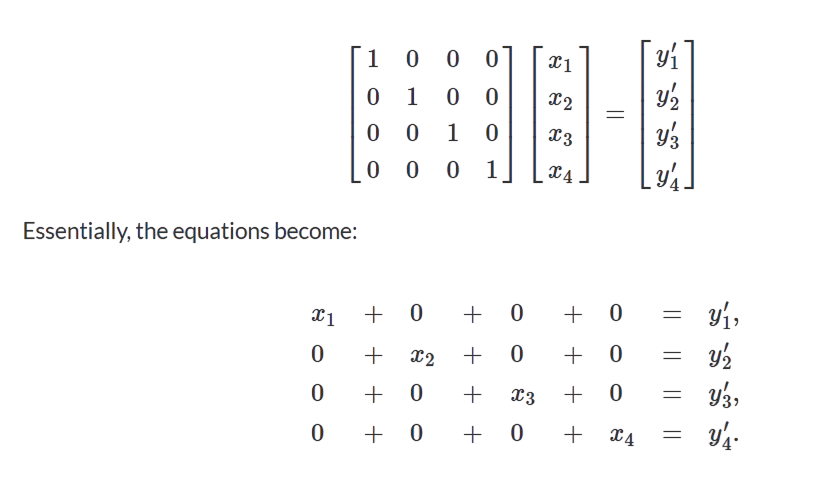 [1 0 0 0] [x₁] [y′₁]
[0 1 0 0] [x₂] = [y′₂]
[0 0 1 0] [x₃] [y′₃]
[0 0 0 1] [x₄] [y′₄]
Essentially, the equations become:
x₁ + 0 + 0 + 0 = y′₁,
0 + x₂ + 0 + 0 = y′₂
0 + 0 + x₃ + 0 = y′₃,
0 + 0 + 0 + x₄ = y′₄.